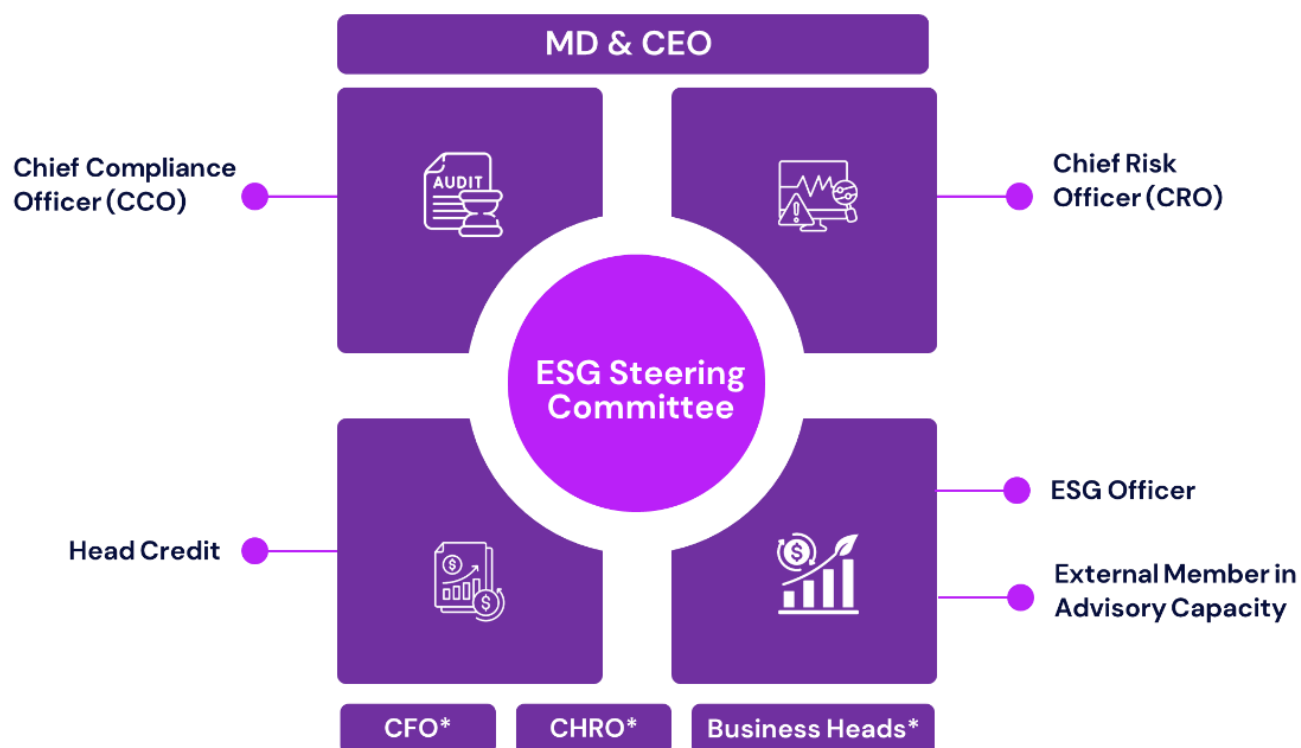 MD & CEO
Chief Compliance
Officer (CCO)
AUDIT
Chief Risk
Officer (CRO)
ESG Steering
Committee
Head Credit
ESG Officer
External Member in
Advisory Capacity
CFO*
CHRO*
Business Heads*